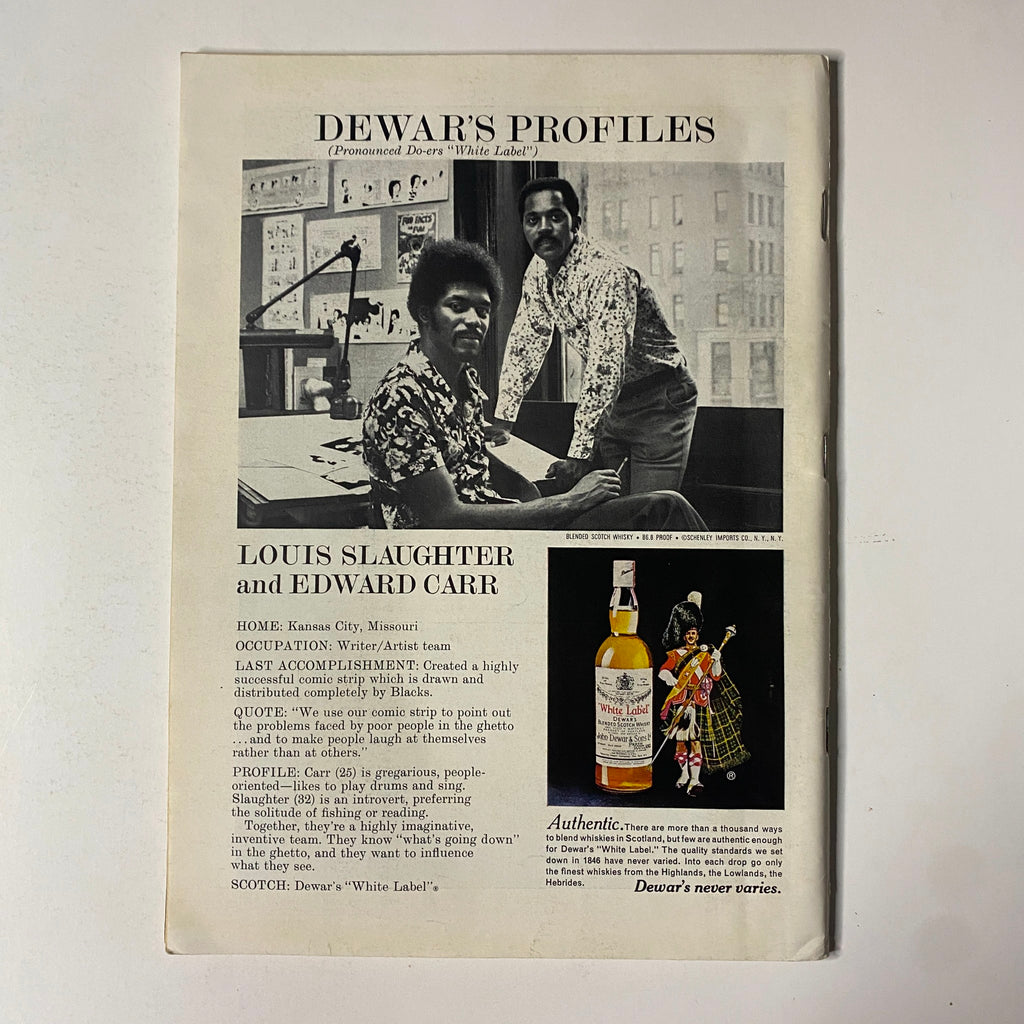 DEWAR'S PROFILES
(Pronounced Do-ers "White Label")
FUN FACTS
BLENDED SCOTCH WHISKY • 86.8 PROOF • ©SCHENLEY IMPORTS CO., N. Y., N. Y.
LOUIS SLAUGHTER
and EDWARD CARR
HOME: Kansas City, Missouri
OCCUPATION: Writer/Artist team
LAST ACCOMPLISHMENT: Created a highly
successful comic strip which is drawn and
distributed completely by Blacks.
QUOTE: "We use our comic strip to point out
the problems faced by poor people in the ghetto
...and to make people laugh at themselves
rather than at others."
PROFILE: Carr (25) is gregarious, people-
oriented—likes to play drums and sing.
Slaughter (32) is an introvert, preferring
the solitude of fishing or reading.
Together, they're a highly imaginative,
inventive team. They know "what's going down"
in the ghetto, and they want to influence
what they see.
SCOTCH: Dewar's "White Label"®
"White Label"
DEWAR'S
BLENDED SCOTCH WHISKY
John Dewar & Sons
®
Authentic. There are more than a thousand ways
to blend whiskies in Scotland, but few are authentic enough
for Dewar's "White Label." The quality standards we set
down in 1846 have never varied. Into each drop go only
the finest whiskies from the Highlands, the Lowlands, the
Hebrides. Dewar's never varies.